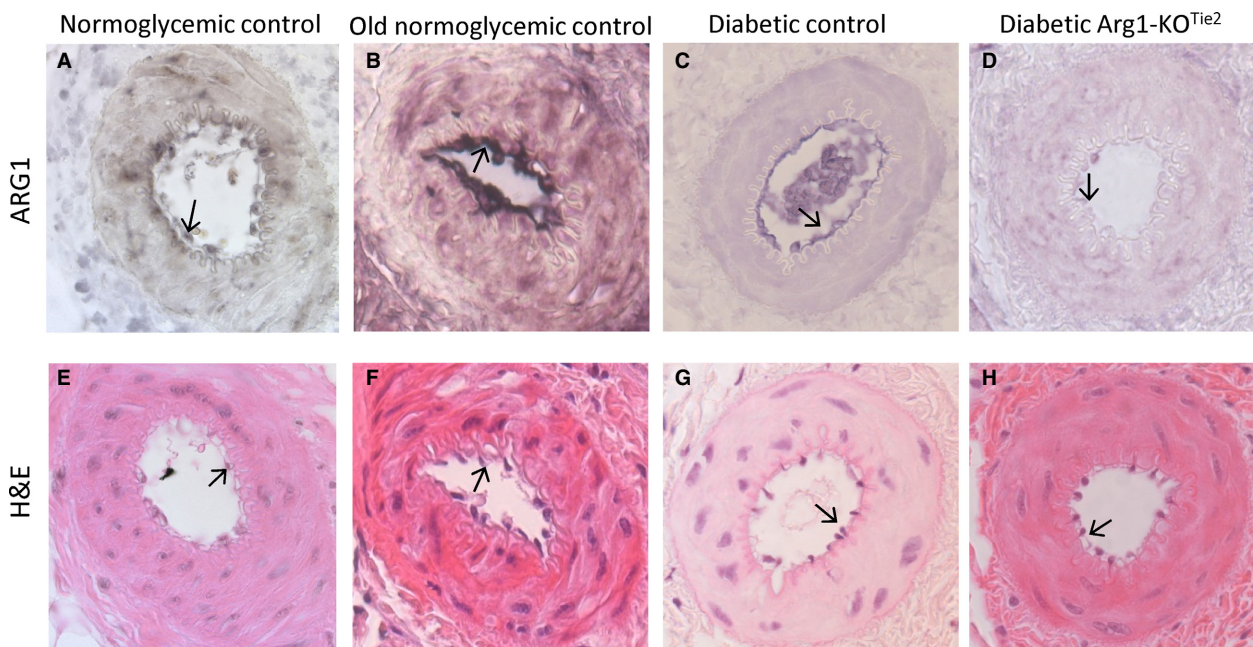 Normoglycemic control
Old normoglycemic control
Diabetic control
Diabetic Arg1-KOTie2
A
B
C
D
ARG1
E
F
G
H
H&E